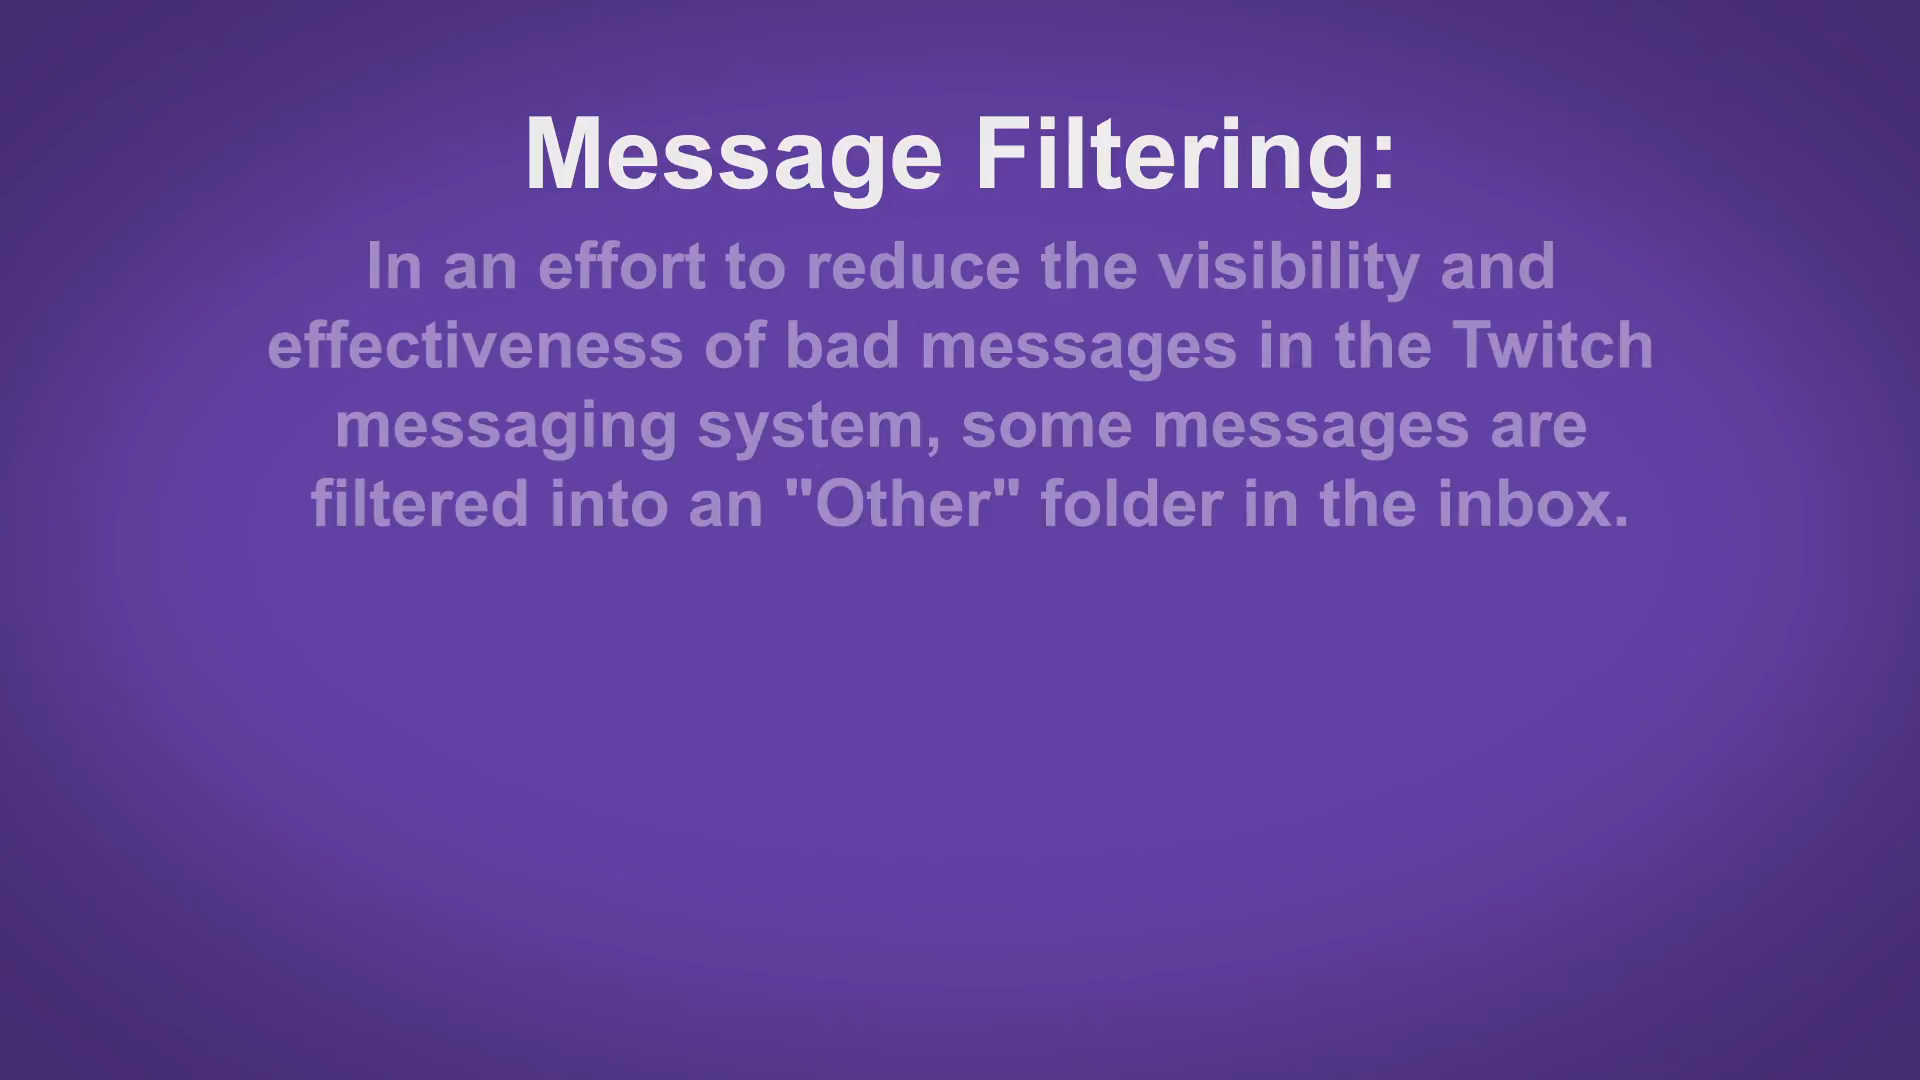 Message Filtering:
In an effort to reduce the visibility and
effectiveness of bad messages in the Twitch
messaging system, some messages are
filtered into an "Other" folder in the inbox.